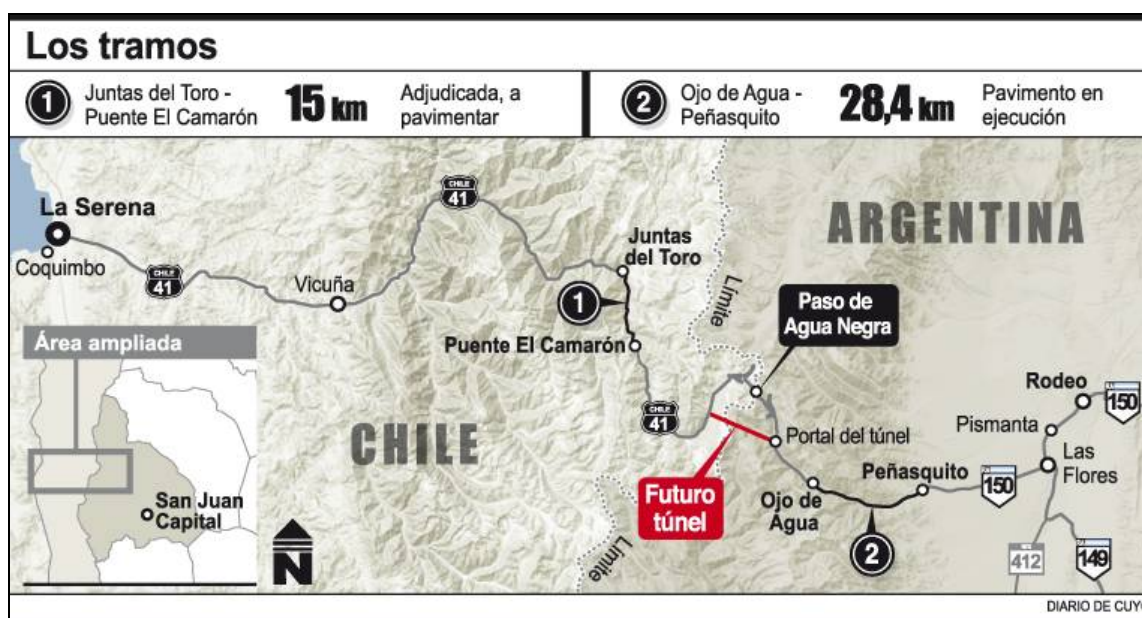 Los tramos
1
Juntas del Toro -
Puente El Camarón
15 km
Adjudicada, a
pavimentar
2
Ojo de Agua -
Peñasquito
28,4 km
Pavimento en
ejecución
CHILE
41
La Serena
Coquimbo
CHILE
41
Vicuña
Juntas
del Toro
1
Puente El Camarón
CHILE
41
Límite
ARGENTINA
Paso de
Agua Negra
Rodeo
150
Pismanta
Las
Flores
Portal del túnel
Peñasquito
150
Ojo de
Agua
2
Futuro
túnel
CHILE
Límite
412
149
Área ampliada
San Juan
Capital
N
DIARIO DE CUYO